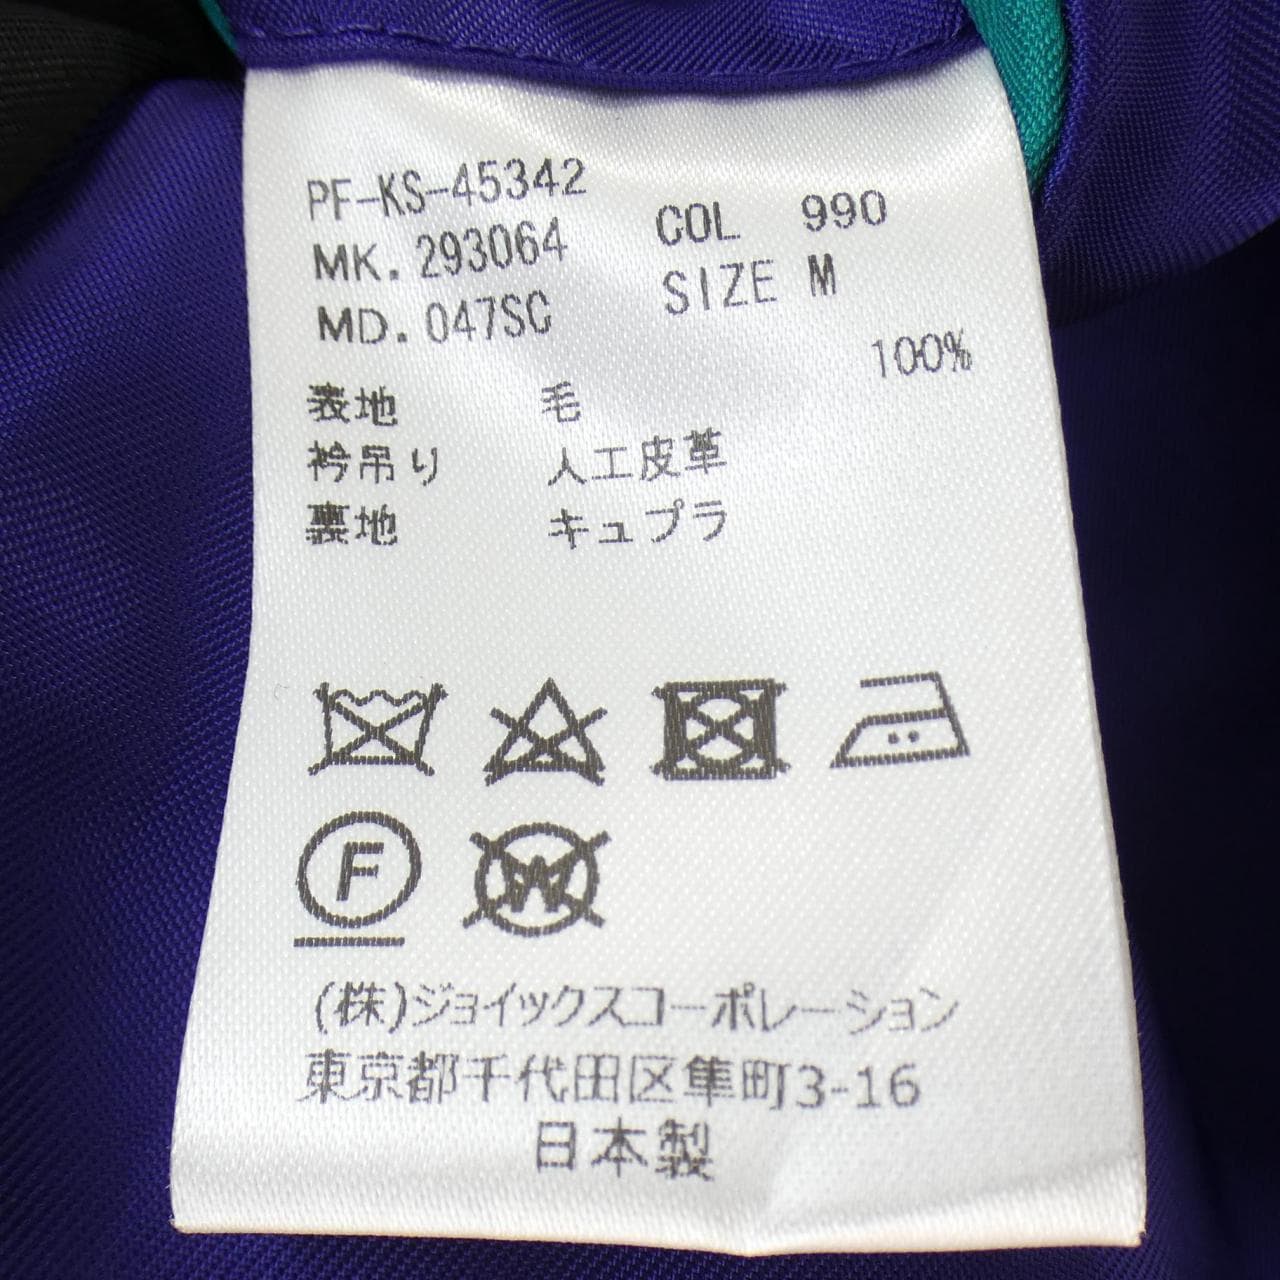 PF-KS-45342
MK. 293064 COL 990
MD. 047SC SIZE M
表地 毛 100%
衿吊り 人工皮革
裏地 キュプラ
F
W
(株)ジョイックスコーポレーション
東京都千代田区隼町3-16
日本製